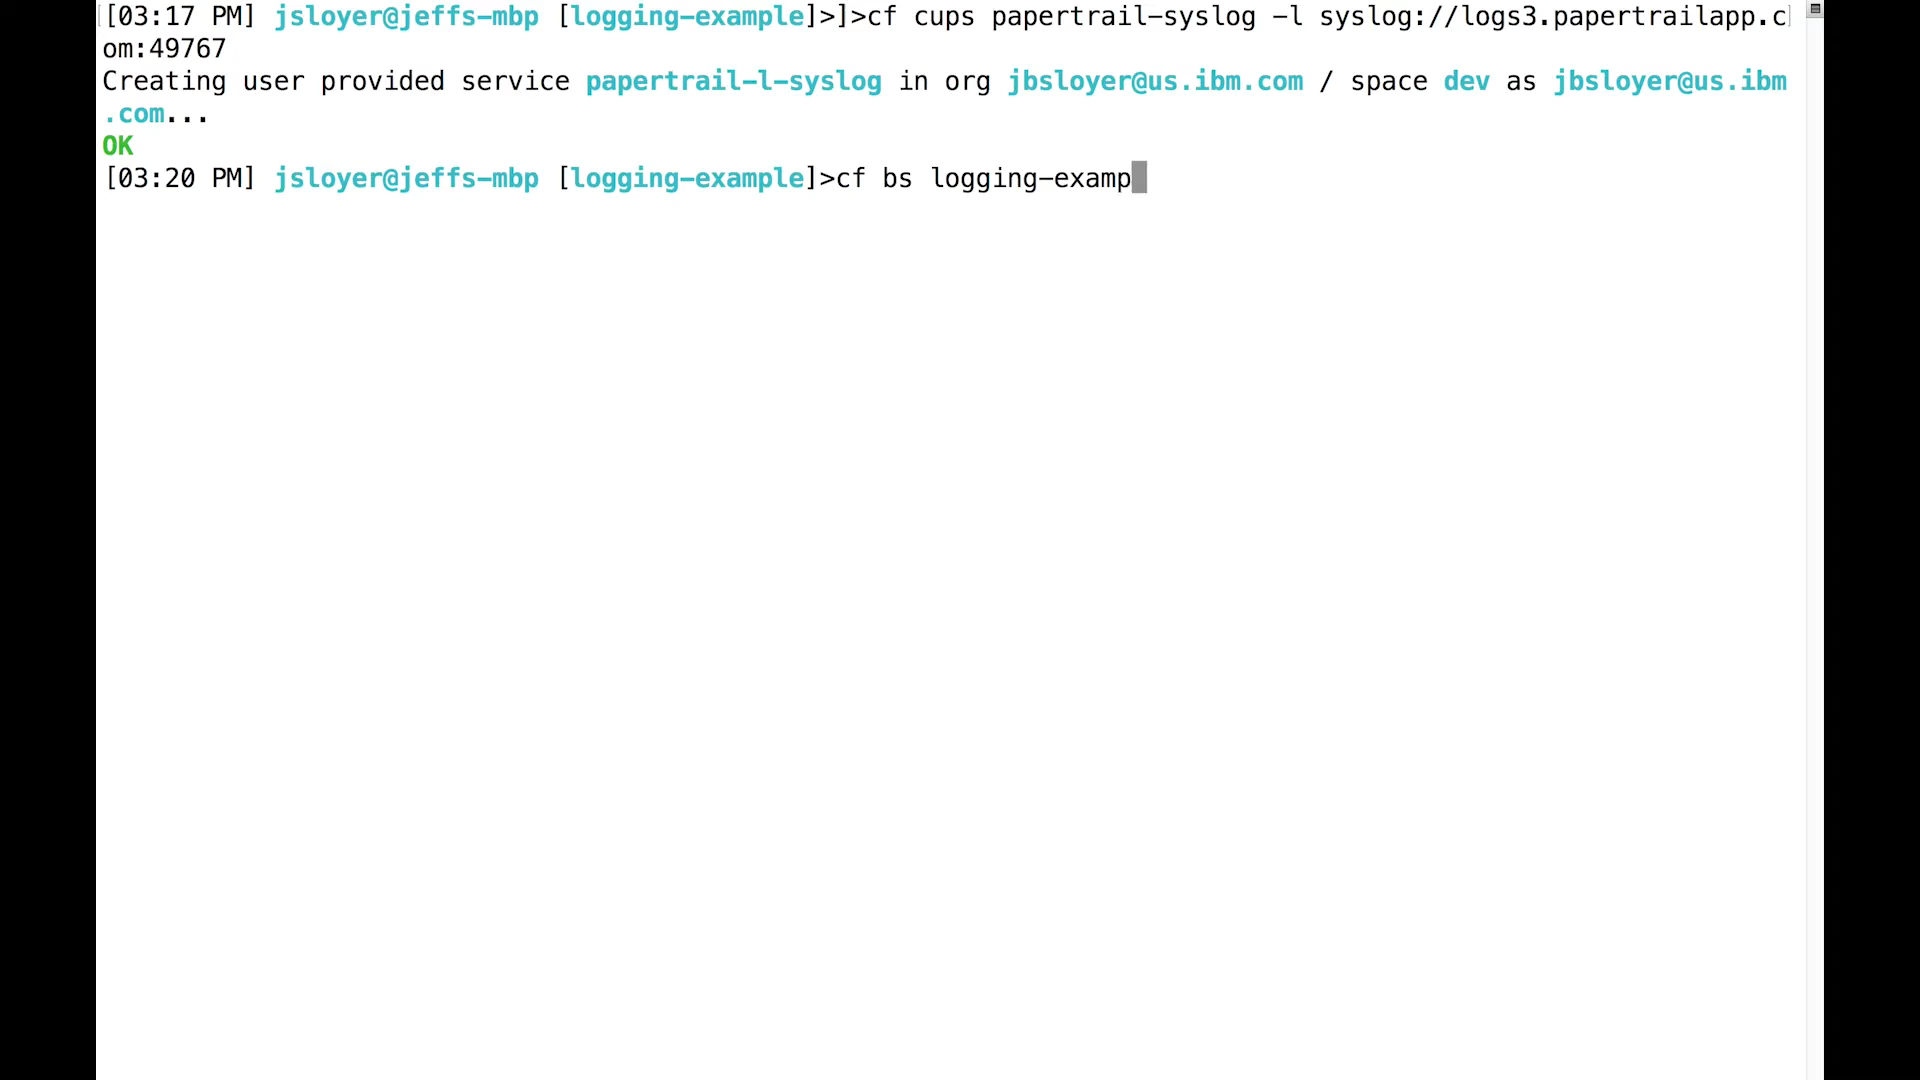 [[03:17 PM] jsloyer@jeffs-mbp [logging-example]>]>cf cups papertrail-syslog -l syslog://logs3.papertrailapp.c]
om:49767
Creating user provided service papertrail-l-syslog in org jbsloyer@us.ibm.com / space dev as jbsloyer@us.ibm
.com...
OK
[03:20 PM] jsloyer@jeffs-mbp [logging-example]>cf bs logging-examp